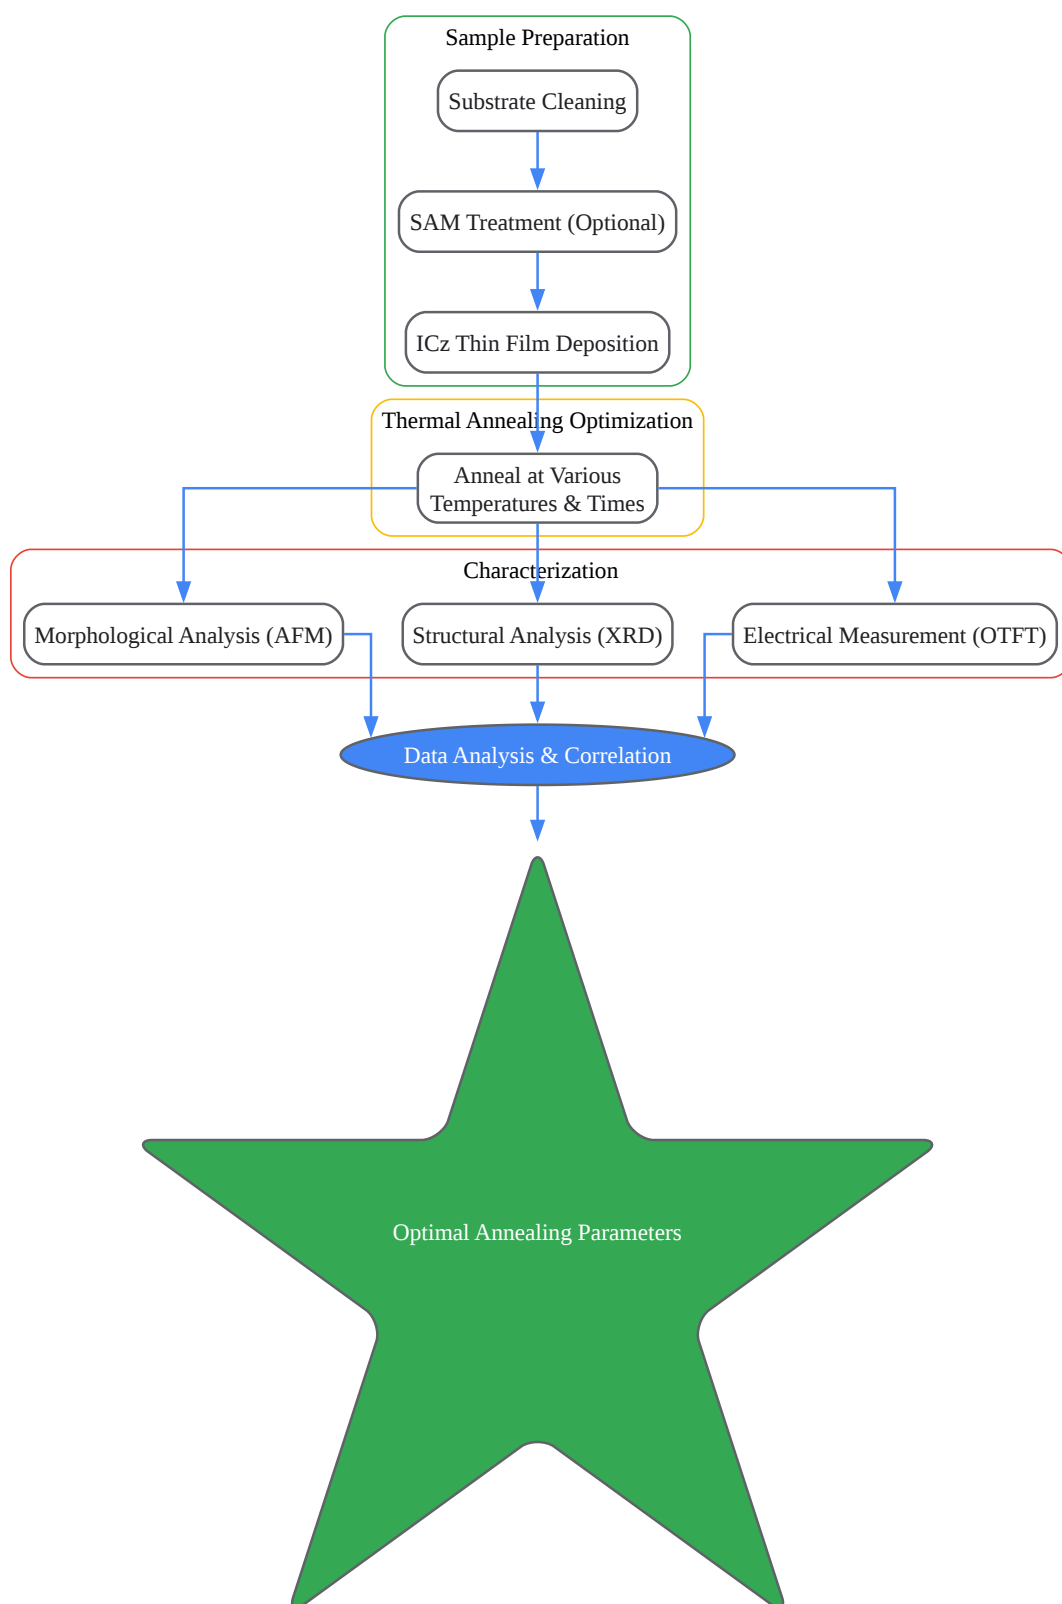 Sample Preparation
Substrate Cleaning
SAM Treatment (Optional)
ICz Thin Film Deposition
Thermal Annealing Optimization
Anneal at Various
Temperatures & Times
Characterization
Morphological Analysis (AFM)
Structural Analysis (XRD)
Electrical Measurement (OTFT)
Data Analysis & Correlation
Optimal Annealing Parameters